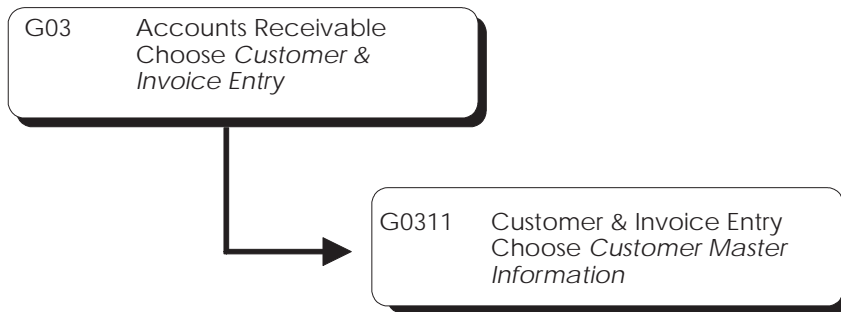 G03 Accounts Receivable
Choose Customer &
Invoice Entry
G0311 Customer & Invoice Entry
Choose Customer Master
Information